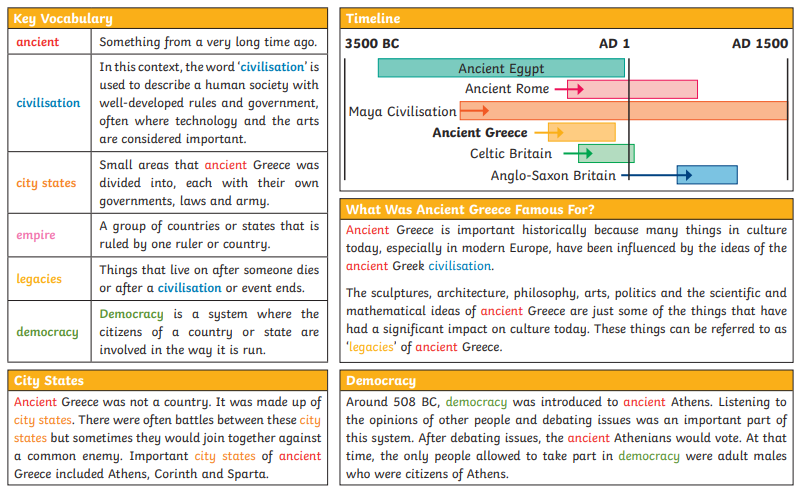 Key Vocabulary
ancient
Something from a very long time ago.
civilisation
In this context, the word 'civilisation' is
used to describe a human society with
well-developed rules and government,
often where technology and the arts
are considered important.
city states
Small areas that ancient Greece was
divided into, each with their own
governments, laws and army.
empire
A group of countries or states that is
ruled by one ruler or country.
legacies
Things that live on after someone dies
or after a civilisation or event ends.
democracy
Democracy is a system where the
citizens of a country or state are
involved in the way it is run.
Timeline
3500 BC AD 1 AD 1500
Ancient Egypt
Ancient Rome
Maya Civilisation
Ancient Greece
Celtic Britain
Anglo-Saxon Britain
What Was Ancient Greece Famous For?
Ancient Greece is important historically because many things in culture
today, especially in modern Europe, have been influenced by the ideas of the
ancient Greek civilisation.
The sculptures, architecture, philosophy, arts, politics and the scientific and
mathematical ideas of ancient Greece are just some of the things that have
had a significant impact on culture today. These things can be referred to as
'legacies' of ancient Greece.
City States
Ancient Greece was not a country. It was made up of
city states. There were often battles between these city
states but sometimes they would join together against
a common enemy. Important city states of ancient
Greece included Athens, Corinth and Sparta.
Democracy
Around 508 BC, democracy was introduced to ancient Athens. Listening to
the opinions of other people and debating issues was an important part of
this system. After debating issues, the ancient Athenians would vote. At that
time, the only people allowed to take part in democracy were adult males
who were citizens of Athens.